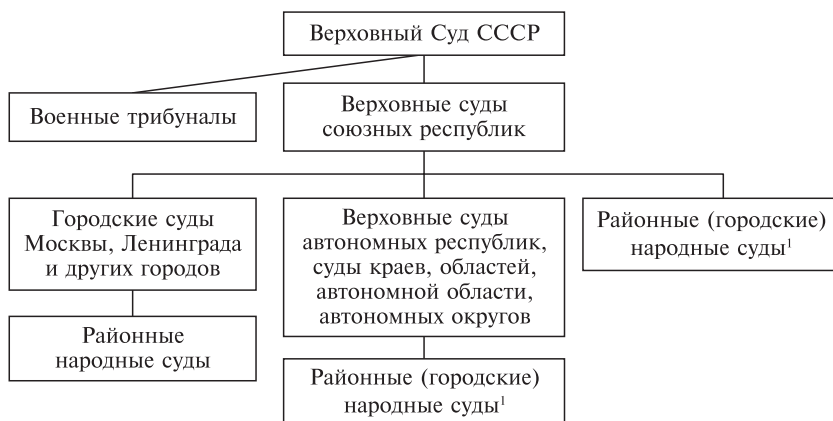 Верховный Суд СССР
Военные трибуналы
Верховные суды
союзных республик
Городские суды
Москвы, Ленинграда
и других городов
Верховные суды
автономных республик,
суды краев, областей,
автономной области,
автономных округов
Районные (городские)
народные суды¹
Районные
народные суды
Районные (городские)
народные суды¹